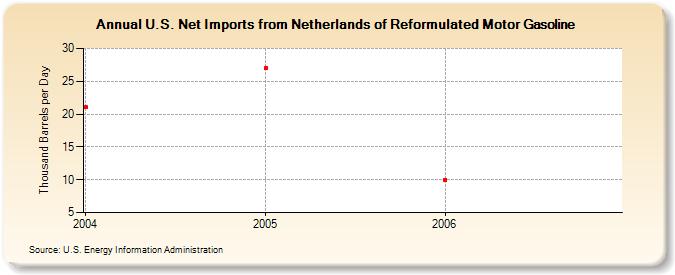 Annual U.S. Net Imports from Netherlands of Reformulated Motor Gasoline
Thousand Barrels per Day
30
25
20
15
10
5
2004 2005 2006
Source: U.S. Energy Information Administration